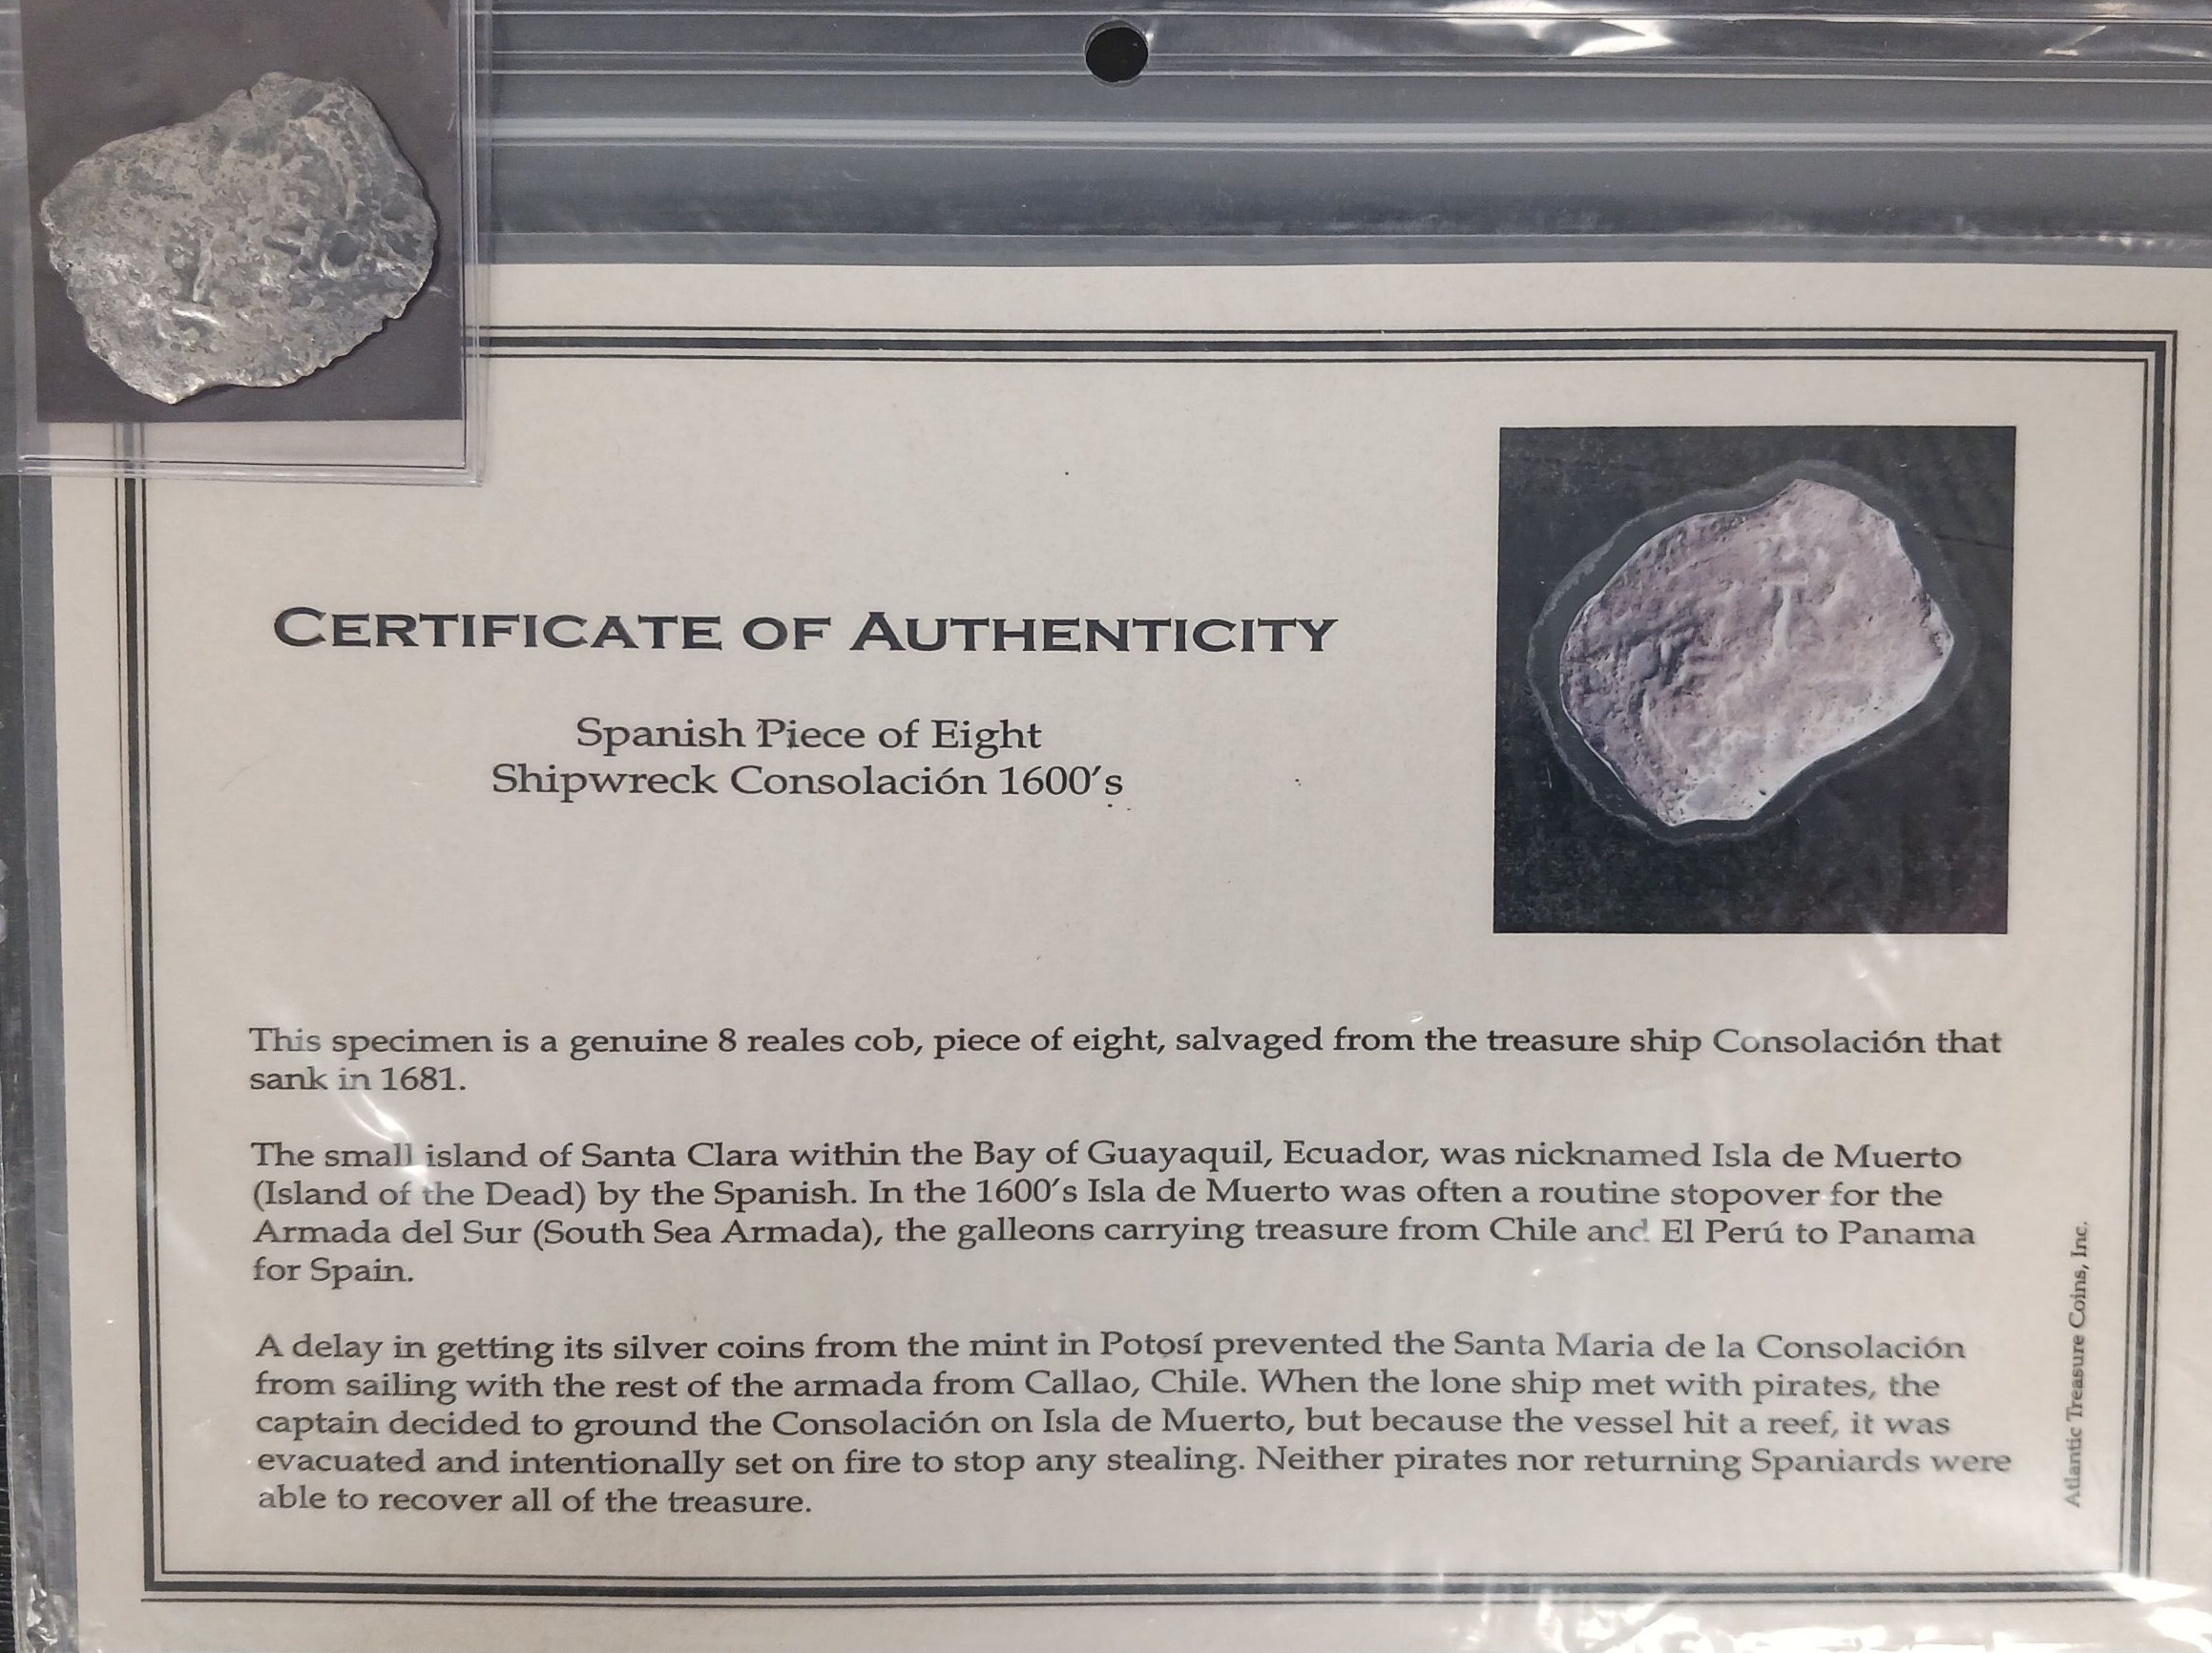 CERTIFICATE OF AUTHENTICITY
Spanish Piece of Eight
Shipwreck Consolación 1600's
This specimen is a genuine 8 reales cob, piece of eight, salvaged from the treasure ship Consolación that
sank in 1681.
The small island of Santa Clara within the Bay of Guayaquil, Ecuador, was nicknamed Isla de Muerto
(Island of the Dead) by the Spanish. In the 1600's Isla de Muerto was often a routine stopover for the
Armada del Sur (South Sea Armada), the galleons carrying treasure from Chile and El Perú to Panama
for Spain.
A delay in getting its silver coins from the mint in Potosí prevented the Santa Maria de la Consolación
from sailing with the rest of the armada from Callao, Chile. When the lone ship met with pirates, the
captain decided to ground the Consolación on Isla de Muerto, but because the vessel hit a reef, it was
evacuated and intentionally set on fire to stop any stealing. Neither pirates nor returning Spaniards were
able to recover all of the treasure.
Atlantic Treasure Coins, Inc.